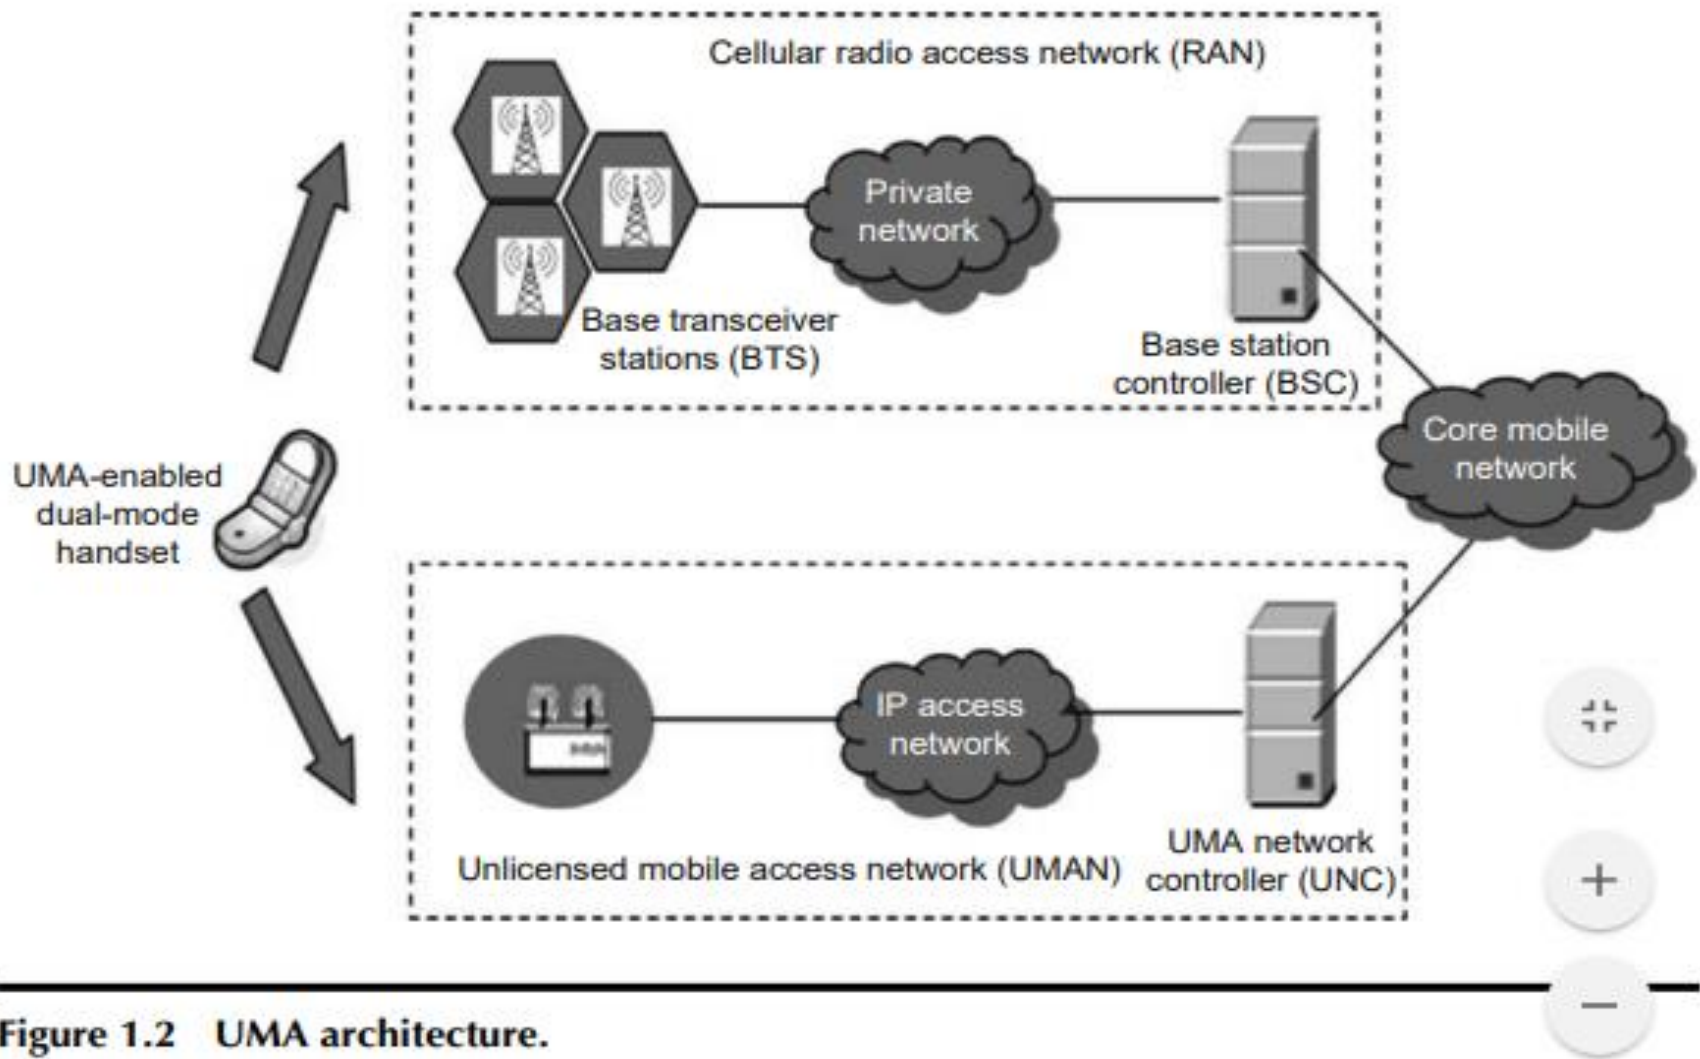 Cellular radio access network (RAN)
Private
network
Base transceiver
stations (BTS)
Base station
controller (BSC)
Core mobile
network
UMA-enabled
dual-mode
handset
IP access
network
Unlicensed mobile access network (UMAN)
UMA network
controller (UNC)
Figure 1.2 UMA architecture.